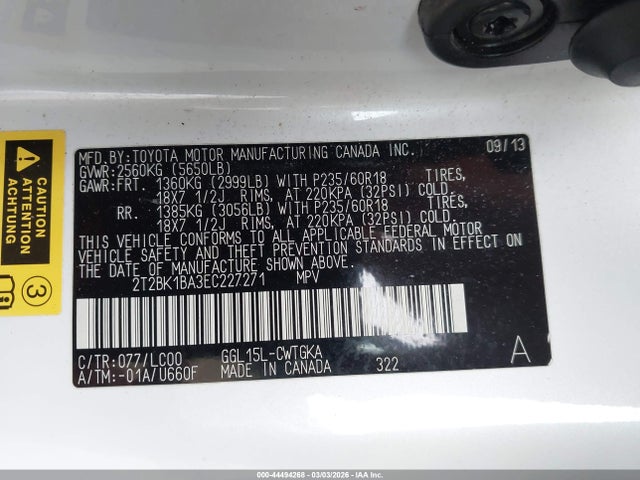 MFD.BY:TOYOTA MOTOR MANUFACTURING CANADA INC. 09/13
GVWR:2560KG (5650LB)
GAWR:FRT. 1360KG (2999LB) WITH P235/60R18 TIRES,
18X7 1/2J RIMS, AT 220KPA (32PSI) COLD.
RR. 1385KG (3056LB) WITH P235/60R18 TIRES,
18X7 1/2J RIMS, AT 220KPA (32PSI) COLD.
THIS VEHICLE CONFORMS TO ALL APPLICABLE FEDERAL MOTOR
VEHICLE SAFETY AND THEFT PREVENTION STANDARDS IN EFFECT ON
THE DATE OF MANUFACTURE SHOWN ABOVE.
2T2BK1BA3EC227271 MPV
C/TR:077/LC00 GGL15L-CWTGKA
A/TM:-01A/U660F MADE IN CANADA 322 A
CAUTION
ATTENTION
3
000-44494268 - 03/03/2026 - IAAI Inc.